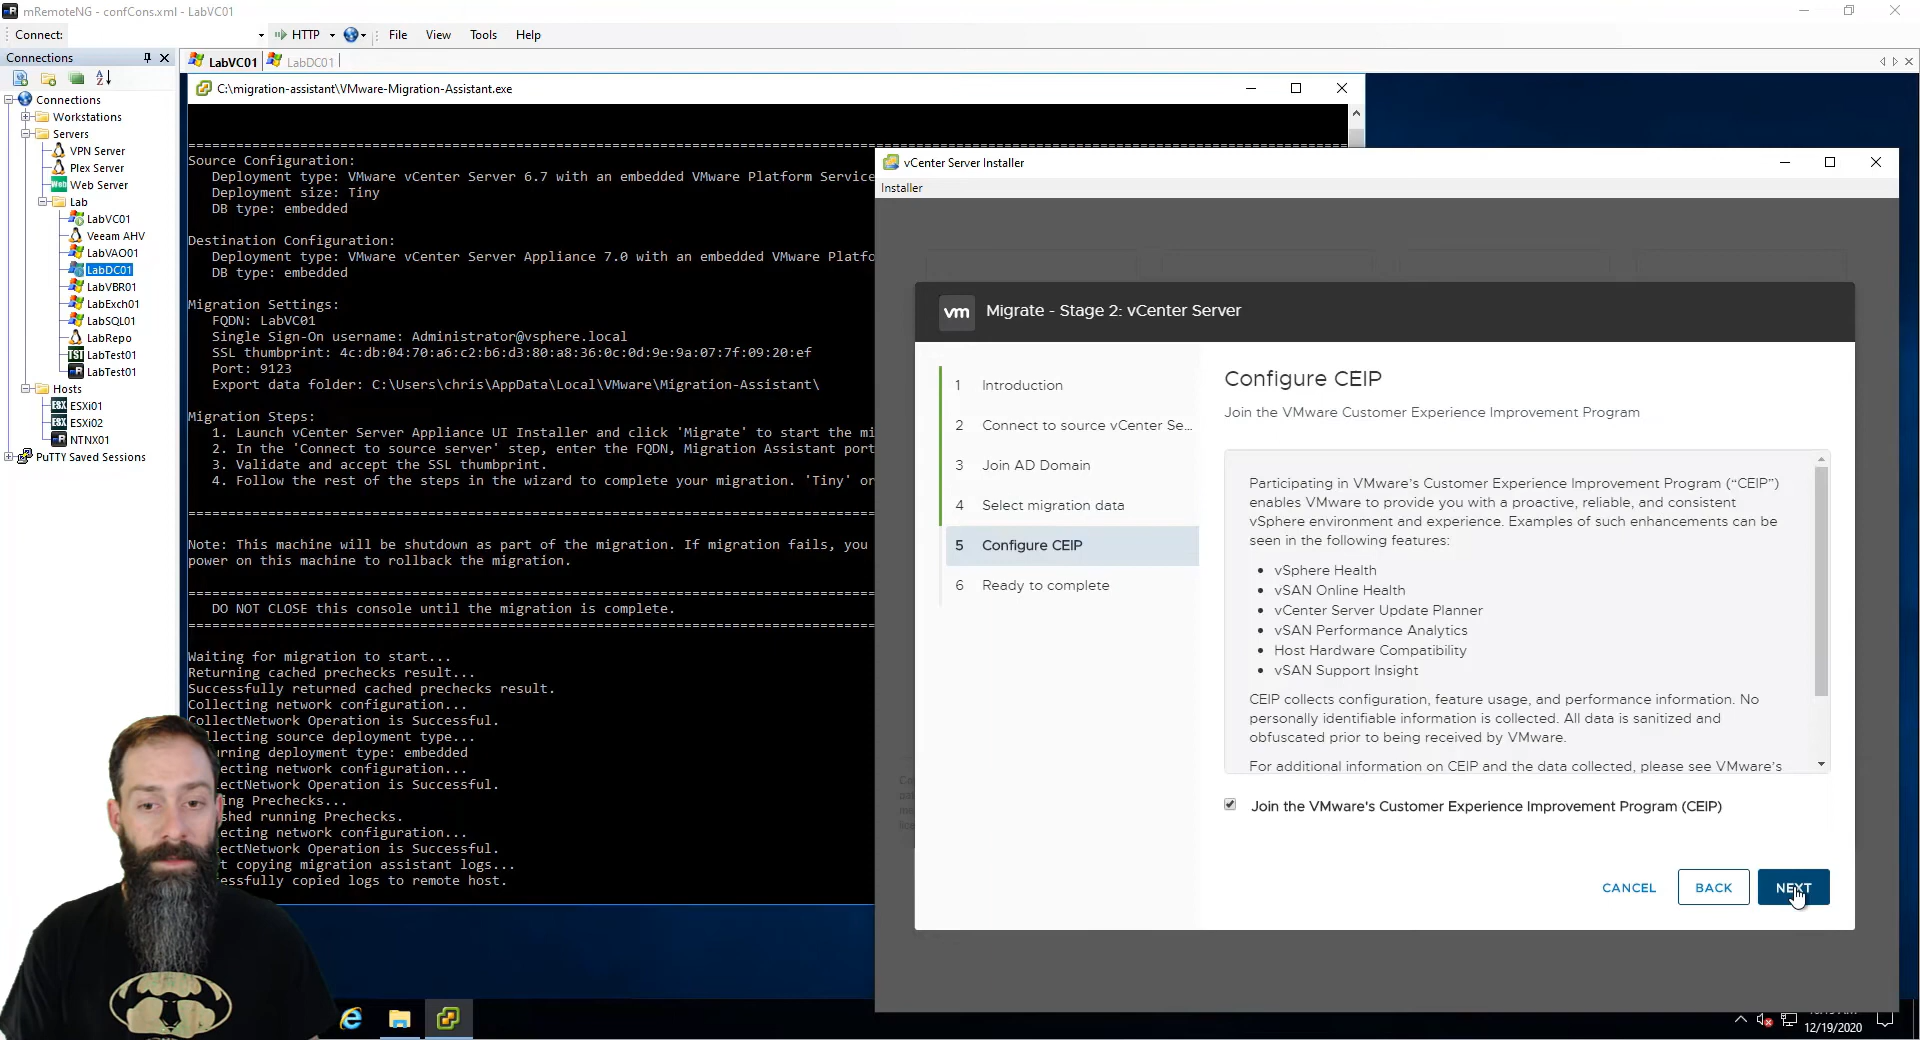 mRemoteNG - confCons.xml - LabVC01
Connect:
HTTP
File View Tools Help
Connections
LabVC01
LabDC01
Connections
Workstations
Servers
VPN Server
Plex Server
Web Server
Lab
LabVC01
Veeam AHV
LabVAO01
LabDC01
LabVBR01
LabExch01
LabSQL01
LabRepo
LabTest01
LabTest01
Hosts
ESXi01
ESXi02
NTNX01
PuTTY Saved Sessions
C:\migration-assistant\VMware-Migration-Assistant.exe
Source Configuration:
Deployment type: VMware vCenter Server 6.7 with an embedded VMware Platform Service
Deployment size: Tiny
DB type: embedded
Destination Configuration:
Deployment type: VMware vCenter Server Appliance 7.0 with an embedded VMware Platfo
DB type: embedded
Migration Settings:
FQDN: LabVC01
Single Sign-On username: Administrator@vsphere.local
SSL thumbprint: 4c:db:04:70:a6:c2:b6:d3:80:a8:36:0c:0d:9e:9a:07:7f:09:20:ef
Port: 9123
Export data folder: C:\Users\chris\AppData\Local\VMware\Migration-Assistant\
Migration Steps:
1. Launch vCenter Server Appliance UI Installer and click 'Migrate' to start the mi
2. In the 'Connect to source server' step, enter the FQDN, Migration Assistant port
3. Validate and accept the SSL thumbprint.
4. Follow the rest of the steps in the wizard to complete your migration. 'Tiny' or
Note: This machine will be shutdown as part of the migration. If migration fails, you
power on this machine to rollback the migration.
DO NOT CLOSE this console until the migration is complete.
Waiting for migration to start...
Returning cached prechecks result...
Successfully returned cached prechecks result.
Collecting network configuration...
CollectNetwork Operation is Successful.
llecting source deployment type...
urning deployment type: embedded
ecting network configuration...
ectNetwork Operation is Successful.
ing Prechecks...
shed running Prechecks.
ecting network configuration...
ectNetwork Operation is Successful.
t copying migration assistant logs...
essfully copied logs to remote host.
vCenter Server Installer
Installer
vm Migrate - Stage 2: vCenter Server
1 Introduction
2 Connect to source vCenter Se...
3 Join AD Domain
4 Select migration data
5 Configure CEIP
6 Ready to complete
Configure CEIP
Join the VMware Customer Experience Improvement Program
Participating in VMware's Customer Experience Improvement Program (“CEIP”)
enables VMware to provide you with a proactive, reliable, and consistent
vSphere environment and experience. Examples of such enhancements can be
seen in the following features:
• vSphere Health
• vSAN Online Health
• vCenter Server Update Planner
• vSAN Performance Analytics
• Host Hardware Compatibility
• vSAN Support Insight
CEIP collects configuration, feature usage, and performance information. No
personally identifiable information is collected. All data is sanitized and
obfuscated prior to being received by VMware.
For additional information on CEIP and the data collected, please see VMware's
Join the VMware's Customer Experience Improvement Program (CEIP)
CANCEL BACK NEXT
12/19/2020